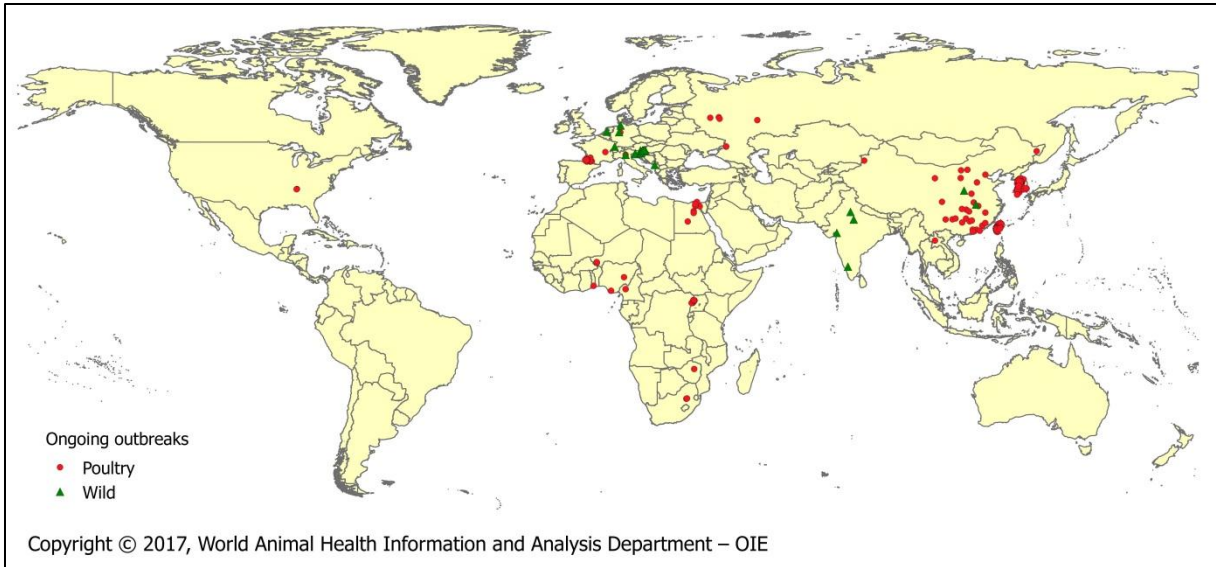 Ongoing outbreaks
Poultry
Wild
Copyright © 2017, World Animal Health Information and Analysis Department – OIE